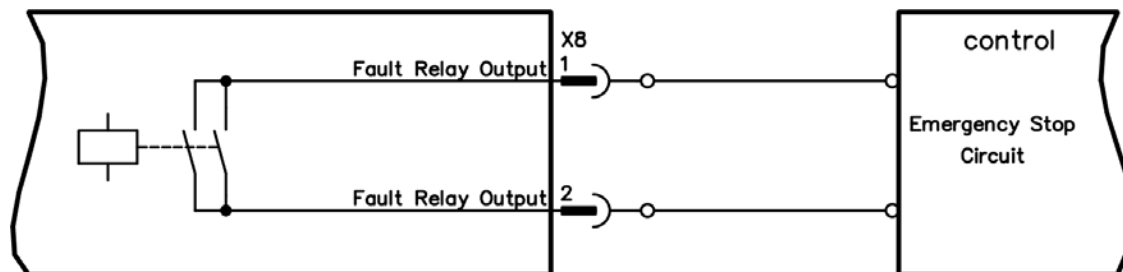 X8
control
Fault Relay Output 1
Emergency Stop
Circuit
Fault Relay Output 2